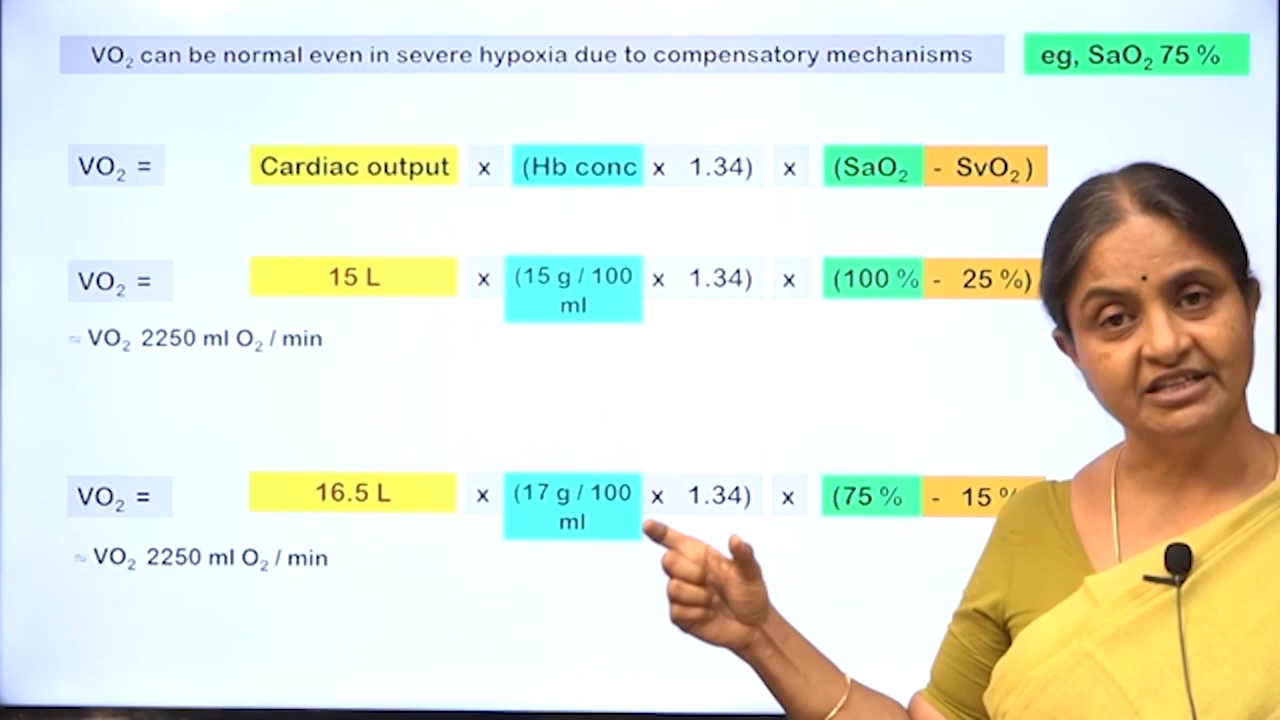 VO₂ can be normal even in severe hypoxia due to compensatory mechanisms
eg, SaO₂ 75 %
VO₂ = Cardiac output x (Hb conc x 1.34) x (SaO₂ - SvO₂)
VO₂ = 15 L x (15 g / 100 ml x 1.34) x (100 % - 25 %)
≈ VO₂ 2250 ml O₂ / min
VO₂ = 16.5 L x (17 g / 100 ml x 1.34) x (75 % - 15 %
≈ VO₂ 2250 ml O₂ / min